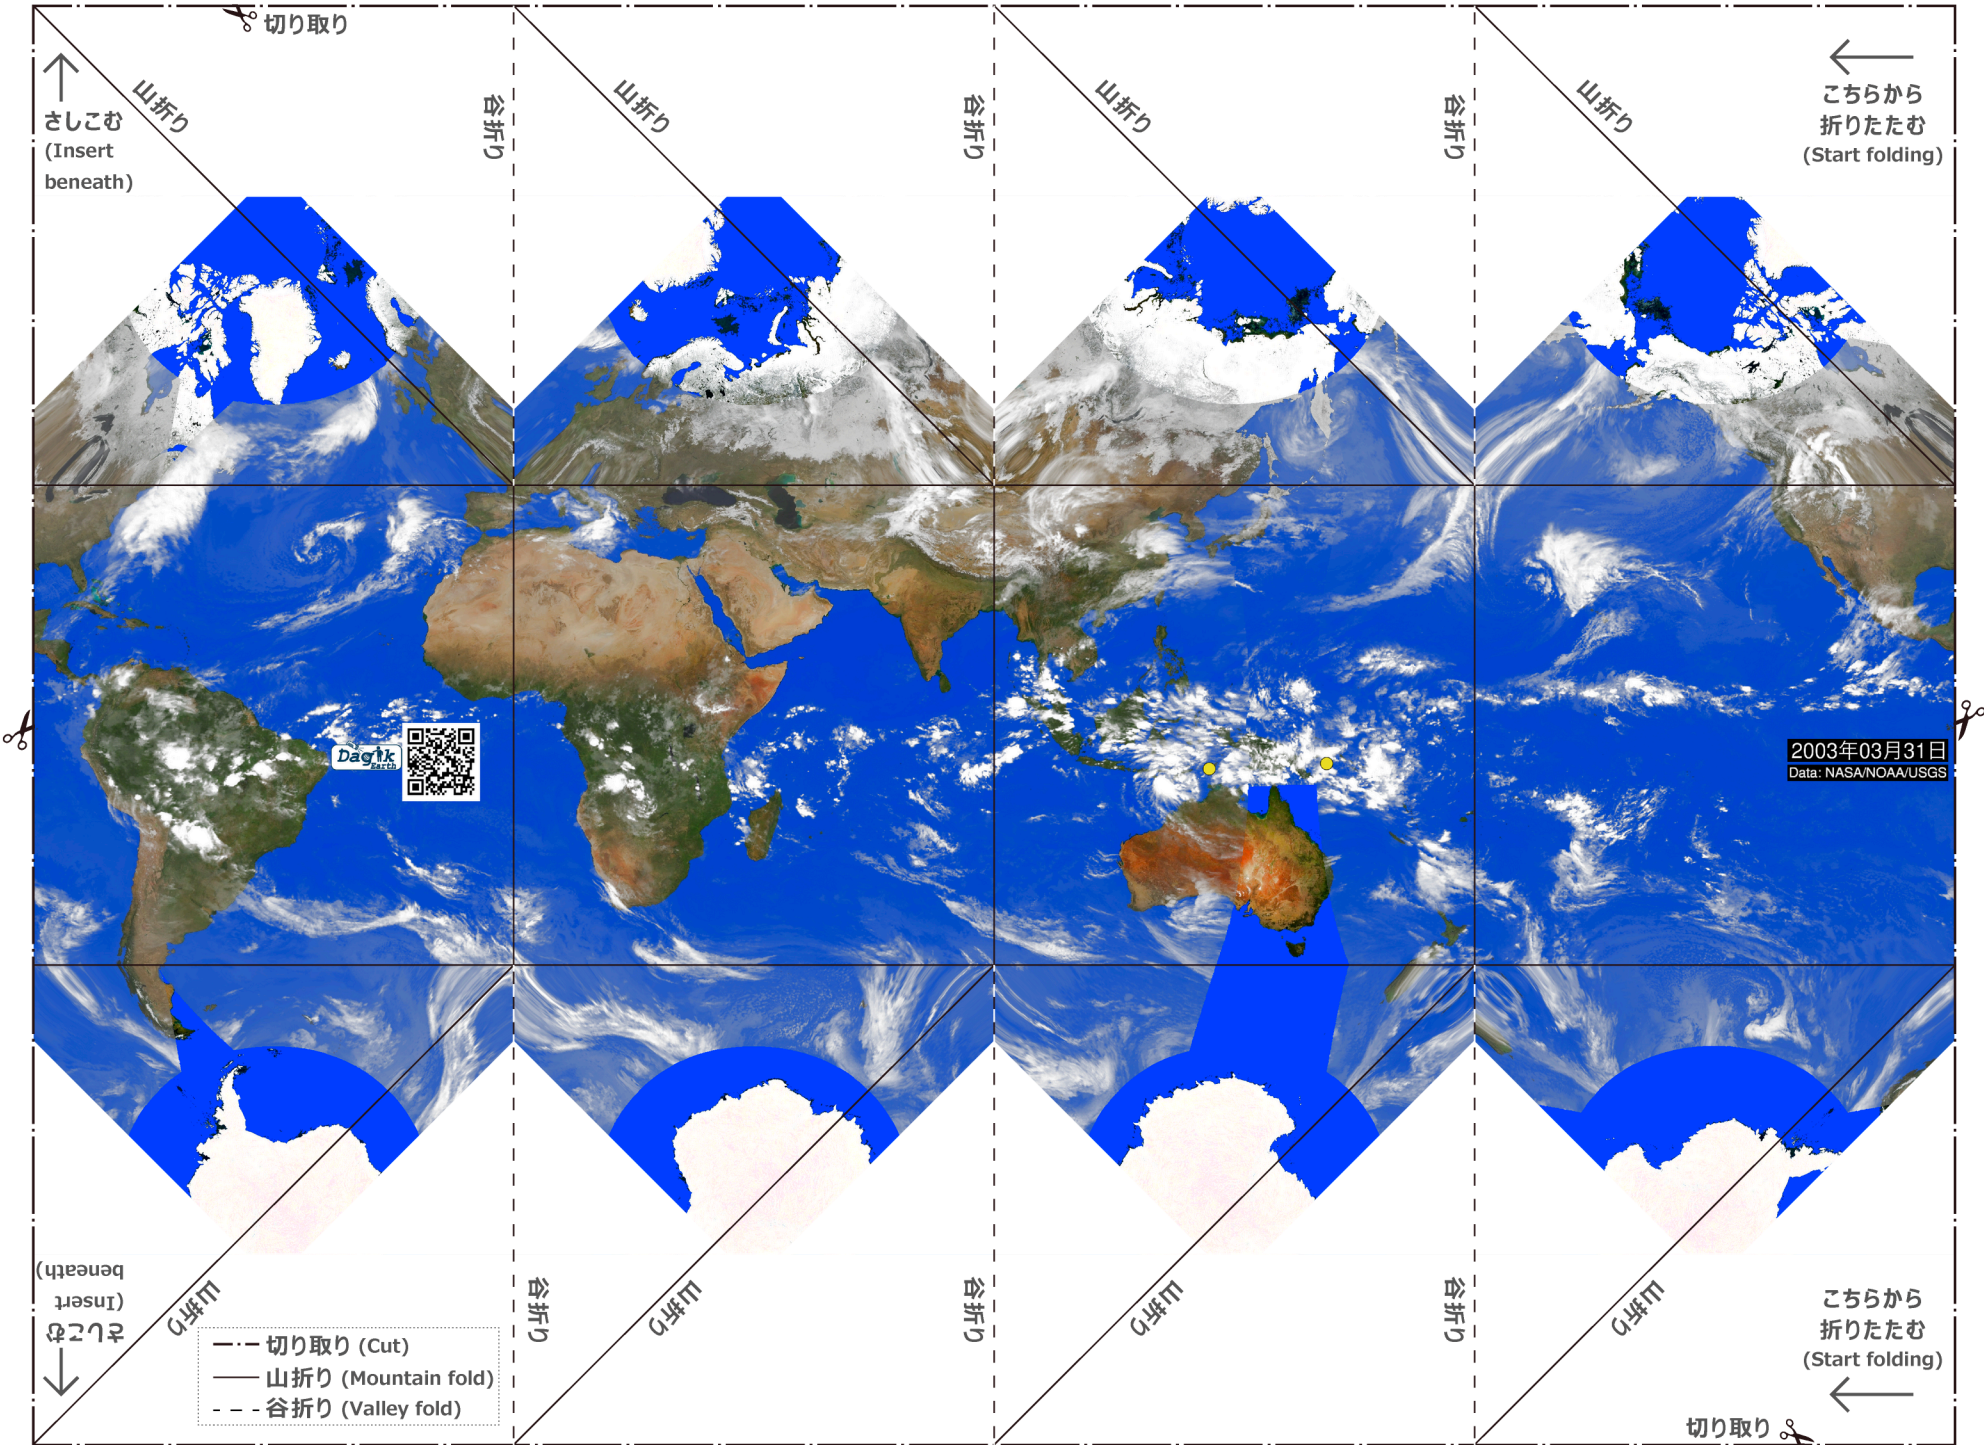 切り取り
さしこむ
(Insert
beneath)
山折り
谷折り
山折り
谷折り
山折り
谷折り
山折り
こちらから
折りたたむ
(Start folding)
Dagik
Earth
2003年03月31日
Data: NASA/NOAA/USGS
さしこむ
(Insert
beneath)
山折り
谷折り
山折り
谷折り
山折り
谷折り
山折り
こちらから
折りたたむ
(Start folding)
切り取り (Cut)
山折り (Mountain fold)
谷折り (Valley fold)
切り取り